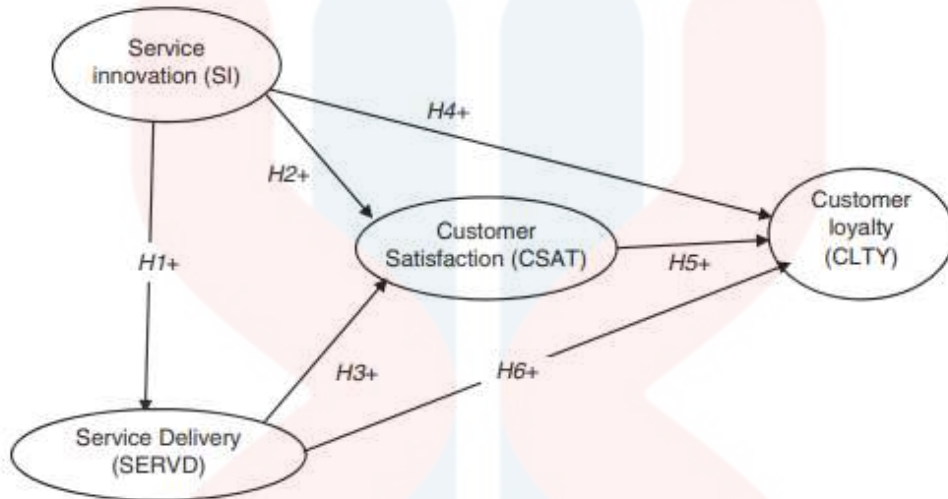 Service
innovation (SI)
H4+
H2+
Customer
loyalty
(CLTY)
Customer
Satisfaction (CSAT)
H1+
H5+
H3+
H6+
Service Delivery
(SERVD)